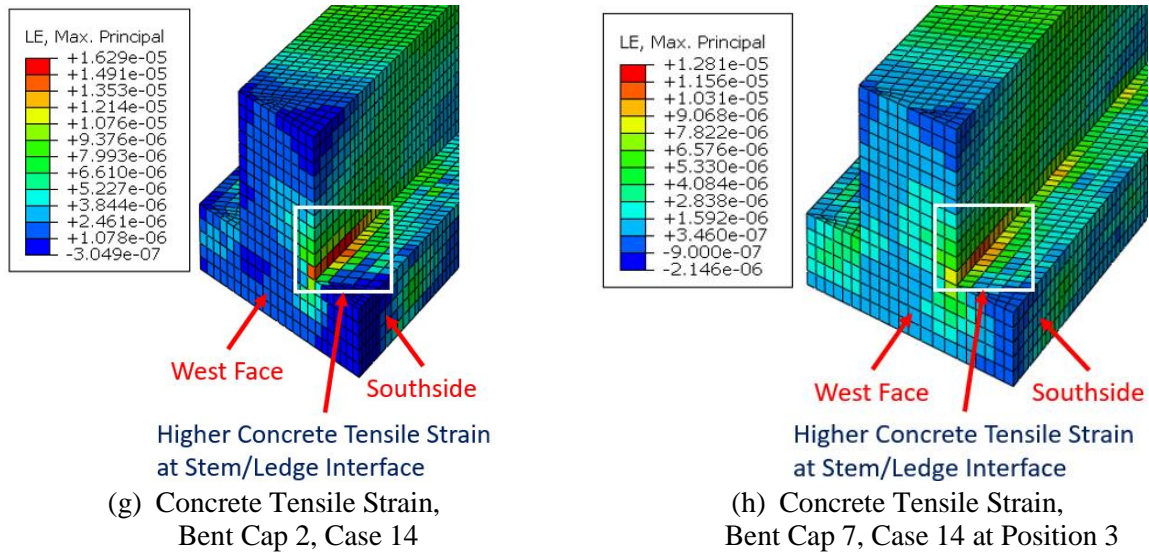 LE, Max. Principal
+1.629e-05
+1.491e-05
+1.353e-05
+1.214e-05
+1.076e-05
+9.376e-06
+7.993e-06
+6.610e-06
+5.227e-06
+3.844e-06
+2.461e-06
+1.078e-06
-3.049e-07
West Face
Southside
Higher Concrete Tensile Strain
at Stem/Ledge Interface
(g) Concrete Tensile Strain,
Bent Cap 2, Case 14
LE, Max. Principal
+1.281e-05
+1.156e-05
+1.031e-05
+9.068e-06
+7.822e-06
+6.576e-06
+5.330e-06
+4.084e-06
+2.838e-06
+1.592e-06
+3.460e-07
-9.000e-07
-2.146e-06
West Face
Southside
Higher Concrete Tensile Strain
at Stem/Ledge Interface
(h) Concrete Tensile Strain,
Bent Cap 7, Case 14 at Position 3